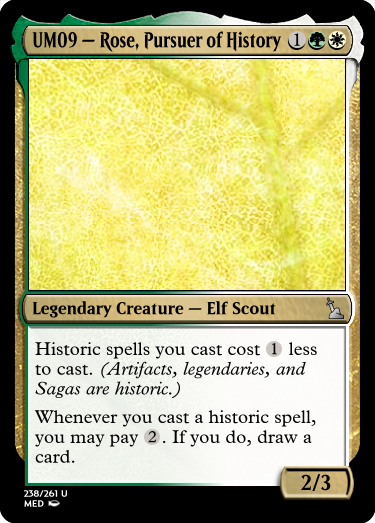 UM09 — Rose, Pursuer of History 1
Legendary Creature — Elf Scout
Historic spells you cast cost 1 less
to cast. (Artifacts, legendaries, and
Sagas are historic.)
Whenever you cast a historic spell,
you may pay 2. If you do, draw a
card.
2/3
238/261 U
MED